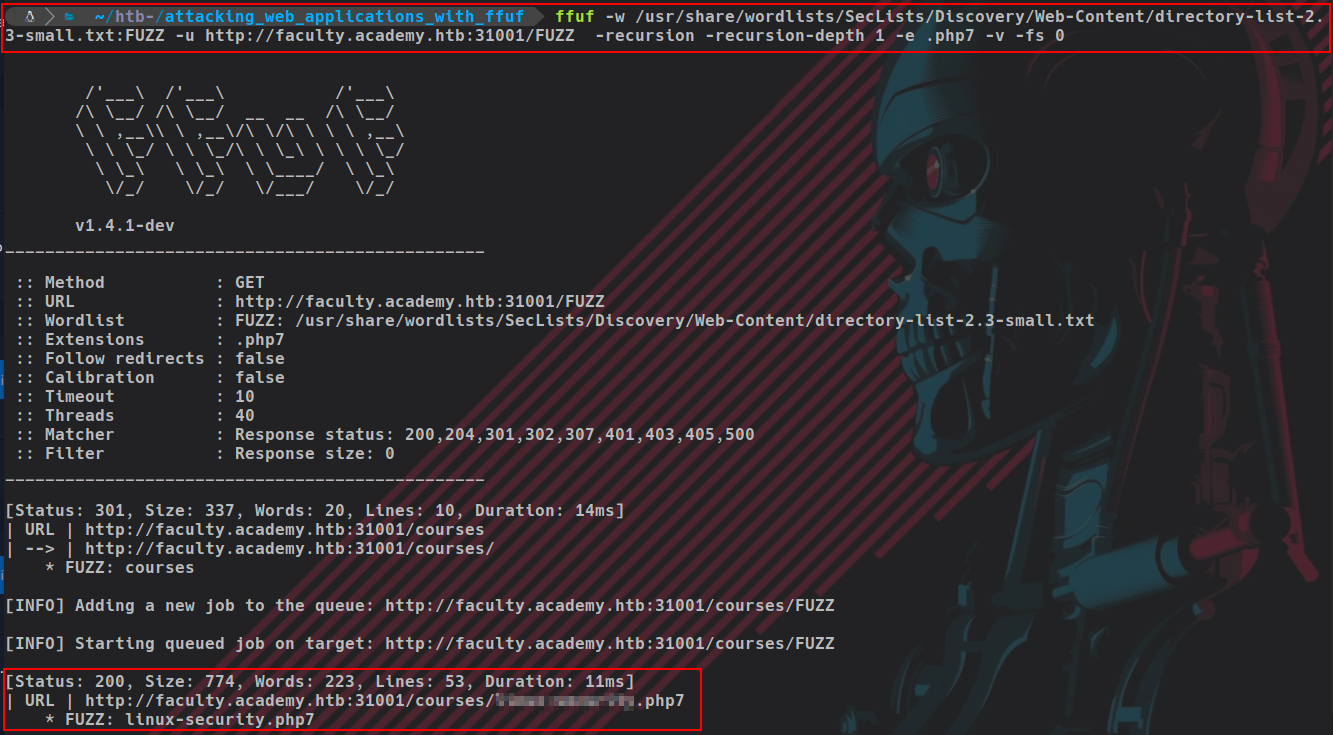 ~/htb-/attacking_web_applications_with_ffuf ffuf -w /usr/share/wordlists/SecLists/Discovery/Web-Content/directory-list-2.
3-small.txt:FUZZ -u http://faculty.academy.htb:31001/FUZZ  -recursion -recursion-depth 1 -e .php7 -v -fs 0
v1.4.1-dev
________________________________________________
:: Method           : GET
:: URL              : http://faculty.academy.htb:31001/FUZZ
:: Wordlist         : FUZZ: /usr/share/wordlists/SecLists/Discovery/Web-Content/directory-list-2.3-small.txt
:: Extensions       : .php7
:: Follow redirects : false
:: Calibration      : false
:: Timeout          : 10
:: Threads          : 40
:: Matcher          : Response status: 200,204,301,302,307,401,403,405,500
:: Filter           : Response size: 0
________________________________________________
[Status: 301, Size: 337, Words: 20, Lines: 10, Duration: 14ms]
| URL | http://faculty.academy.htb:31001/courses
| --> | http://faculty.academy.htb:31001/courses/
* FUZZ: courses
[INFO] Adding a new job to the queue: http://faculty.academy.htb:31001/courses/FUZZ
[INFO] Starting queued job on target: http://faculty.academy.htb:31001/courses/FUZZ
[Status: 200, Size: 774, Words: 223, Lines: 53, Duration: 11ms]
| URL | http://faculty.academy.htb:31001/courses/ .php7
* FUZZ: linux-security.php7